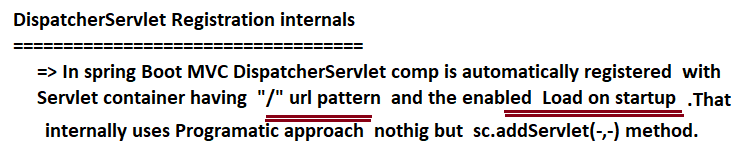 DispatcherServlet Registration internals
===================================
=> In spring Boot MVC DispatcherServlet comp is automatically registered with
Servlet container having "/" url pattern and the enabled Load on startup .That
internally uses Programatic approach nothig but sc.addServlet(-,-) method.